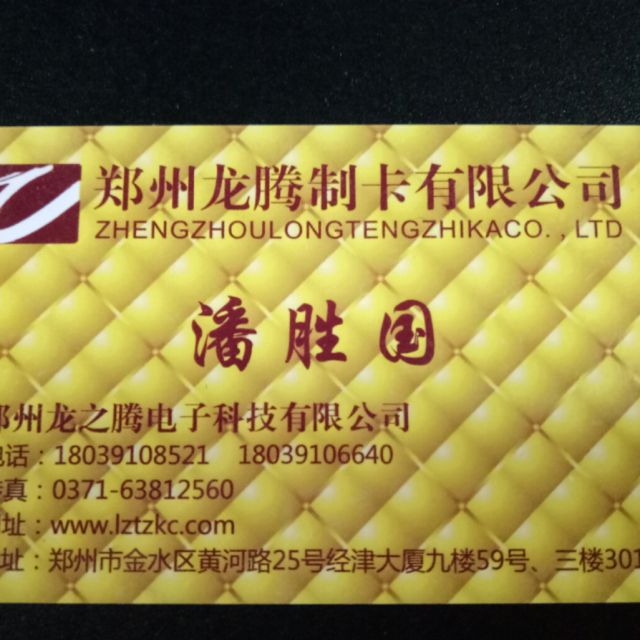 郑州龙腾制卡有限公司
ZHENGZHOULONGTENGZHIKACO. , LTD
潘胜国
郑州龙之腾电子科技有限公司
电话：18039108521 18039106640
传真：0371-63812560
网址：www.lztzkc.com
址：郑州市金水区黄河路25号经津大厦九楼59号、三楼301